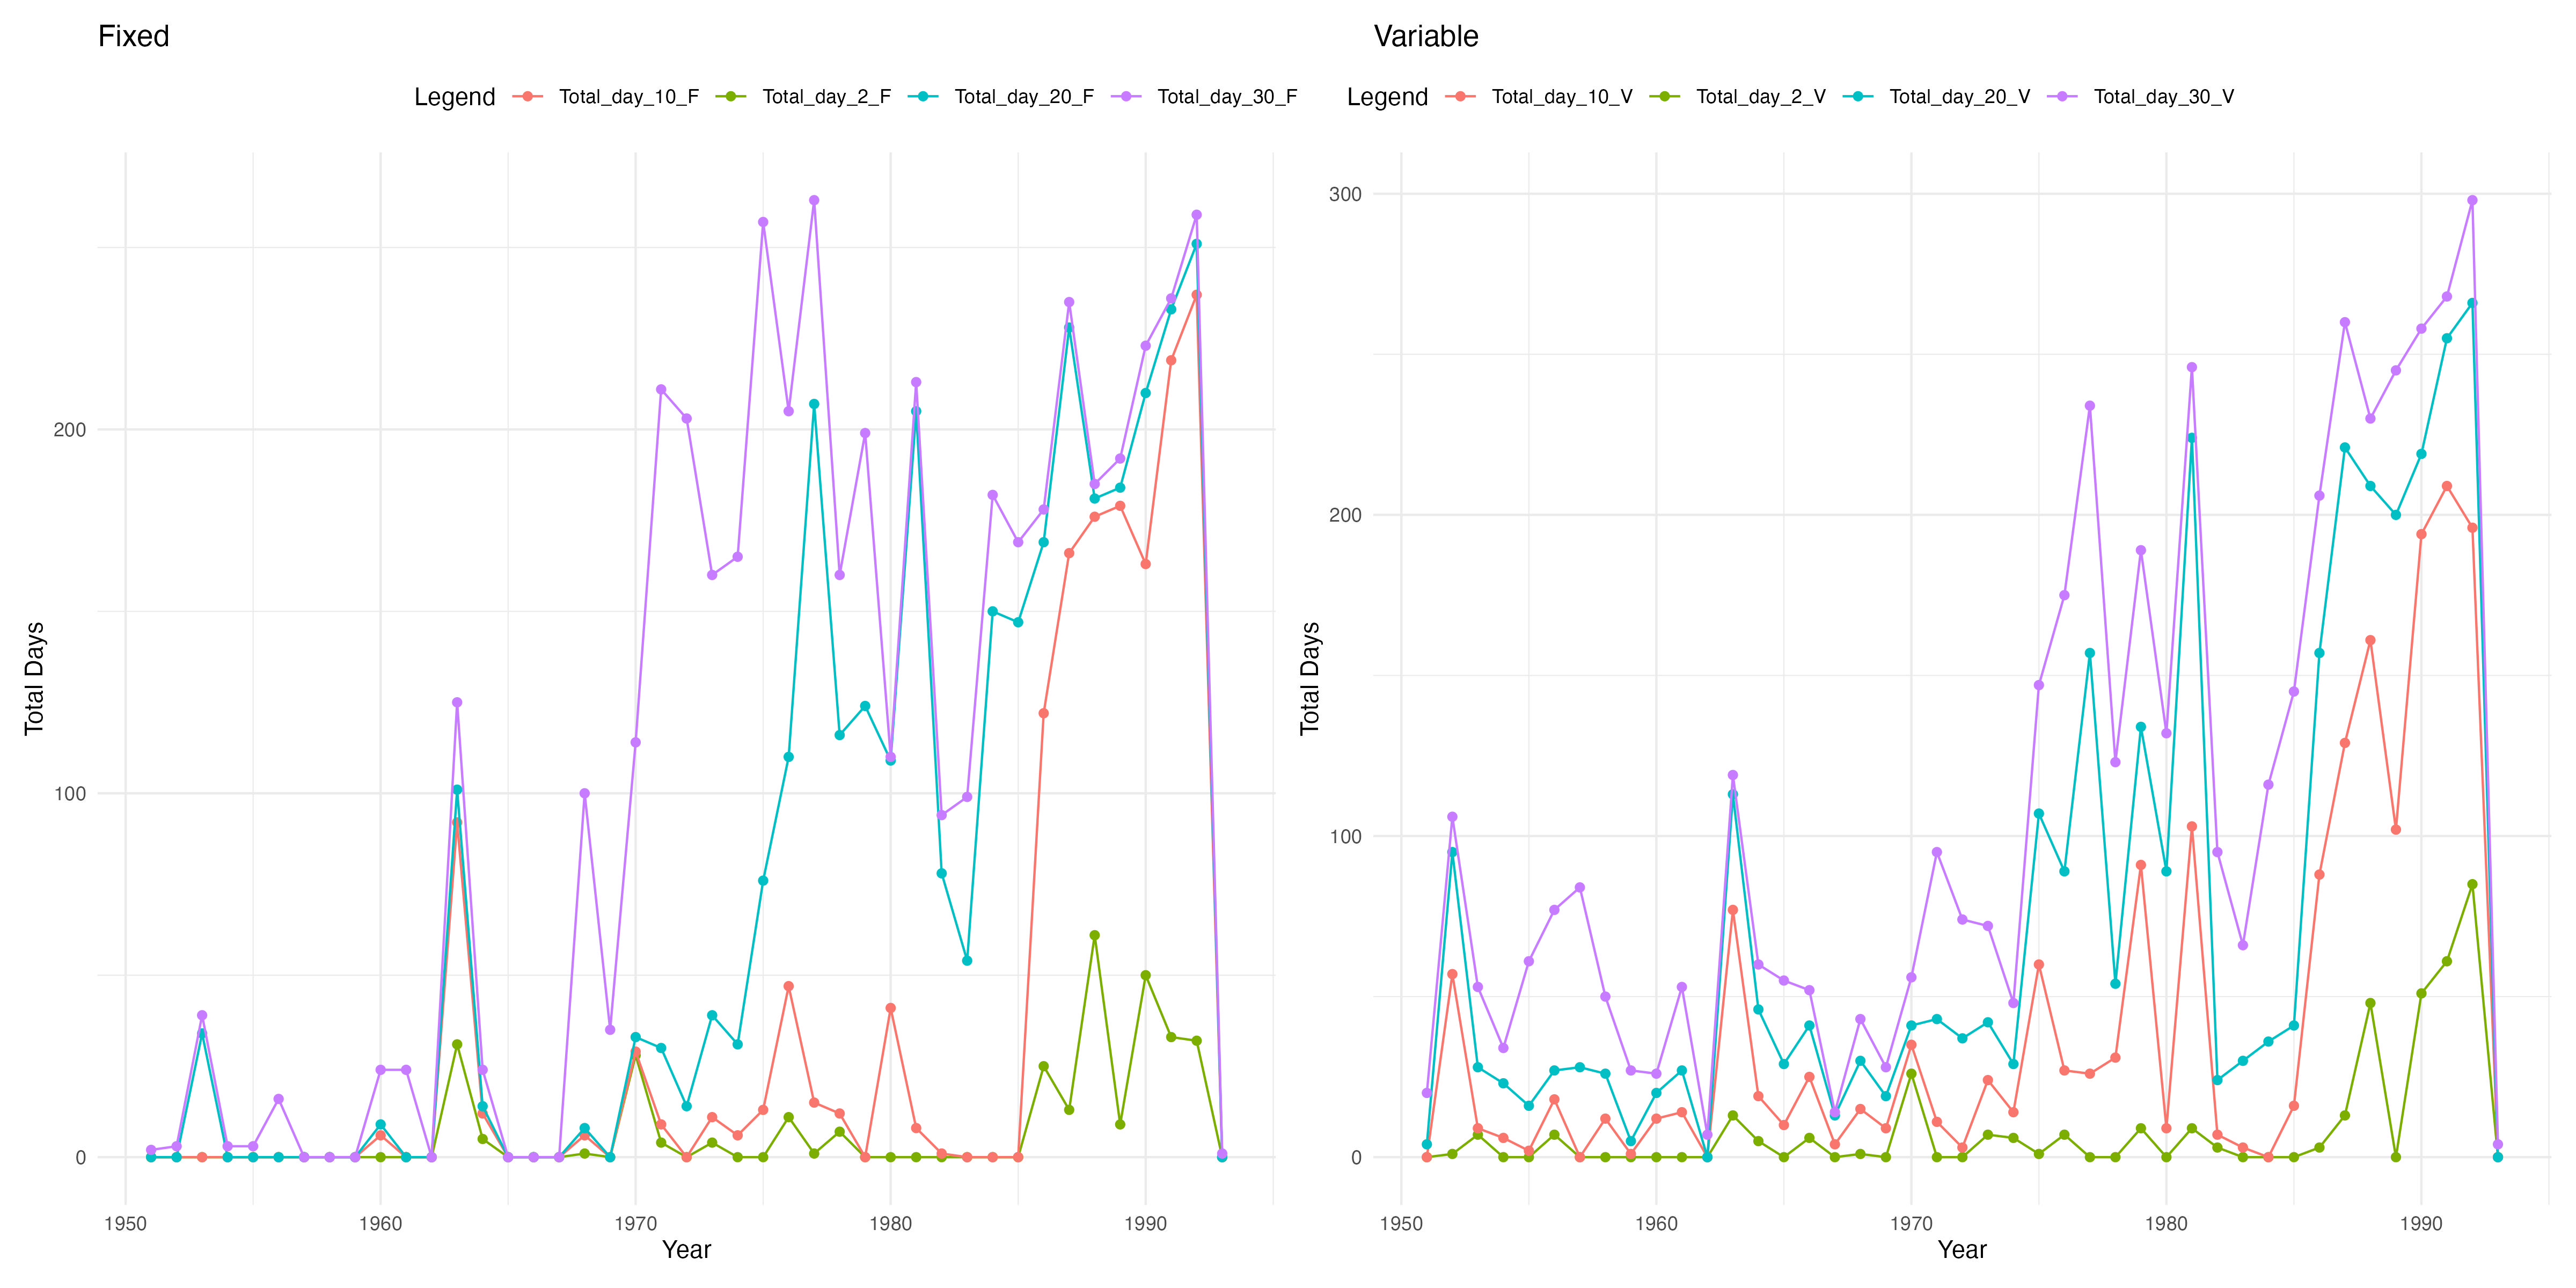 Fixed
Legend Total_day_10_F Total_day_2_F Total_day_20_F Total_day_30_F
200
100
0
Total Days
1950 1960 1970 1980 1990
Year
Variable
Legend Total_day_10_V Total_day_2_V Total_day_20_V Total_day_30_V
300
200
100
0
Total Days
1950 1960 1970 1980 1990
Year